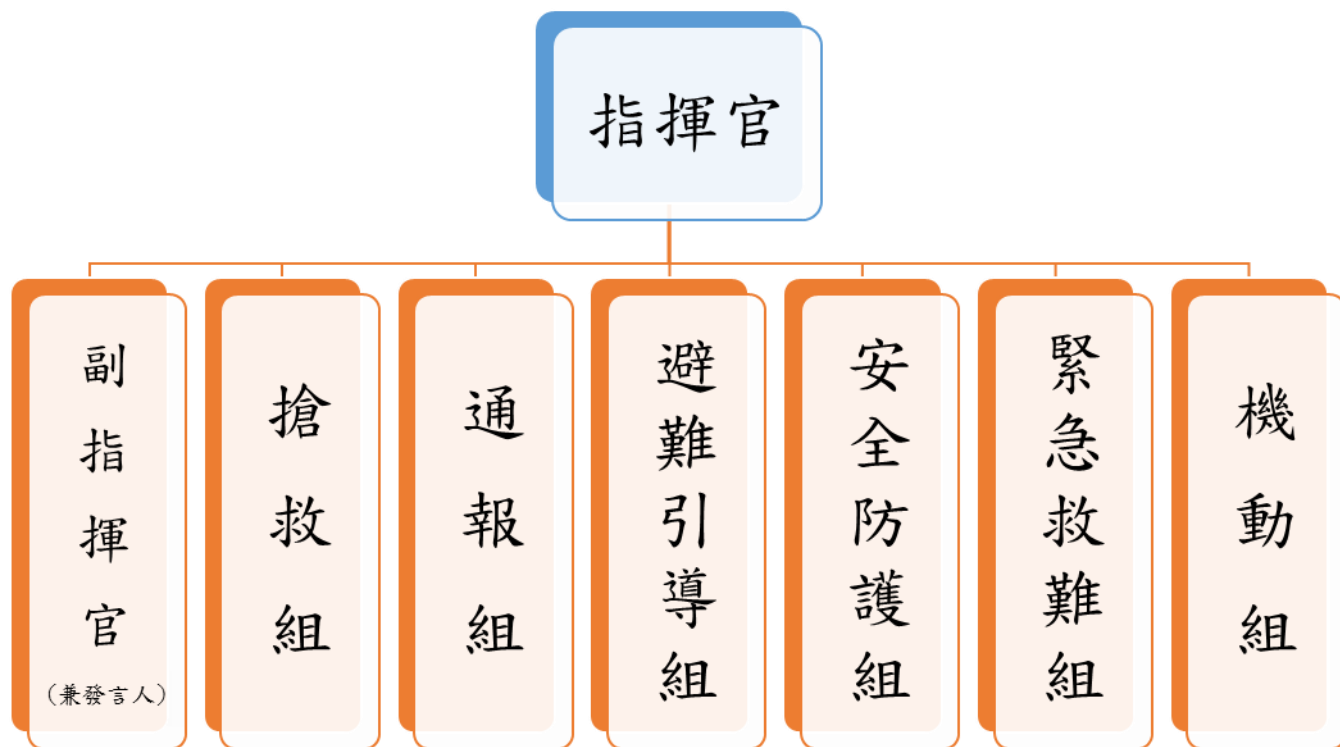 指揮官
副指揮官
(兼發言人)
搶救組
通報組
避難引導組
安全防護組
緊急救難組
機動組